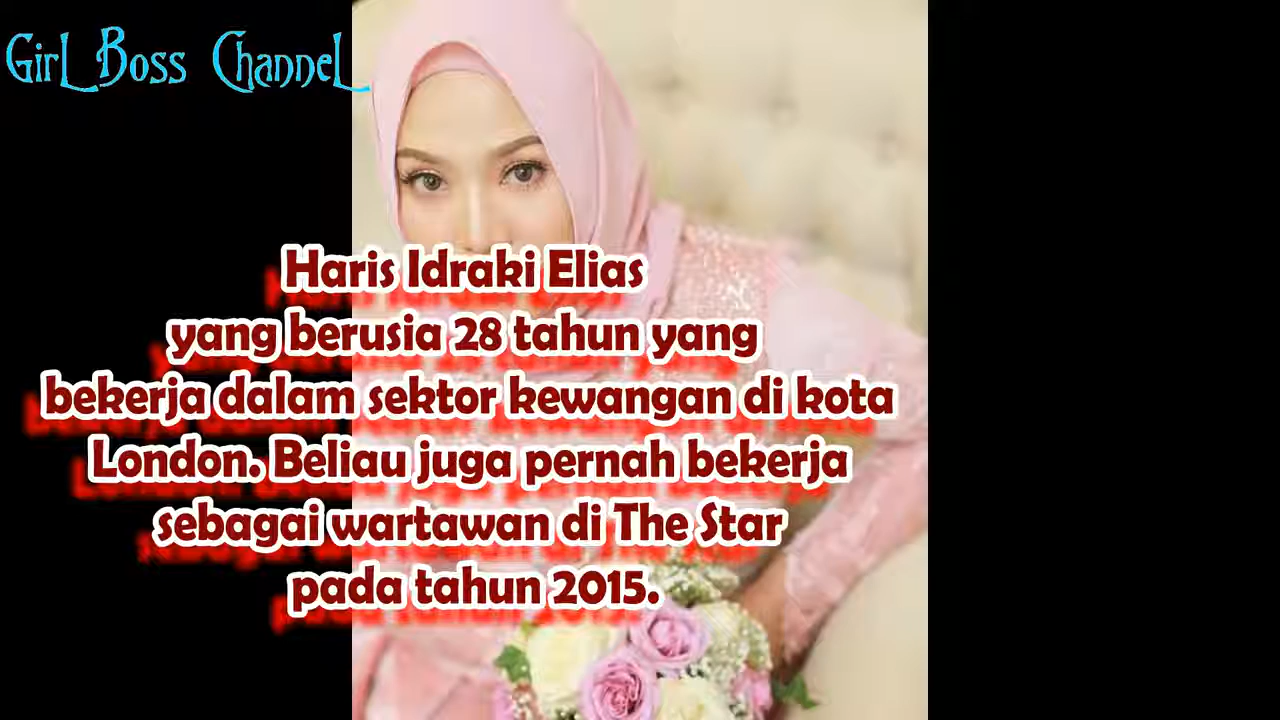 GirL Boss ChanneL
Haris Idraki Elias
yang berusia 28 tahun yang
bekerja dalam sektor kewangan di kota
London. Beliau juga pernah bekerja
sebagai wartawan di The Star
pada tahun 2015.